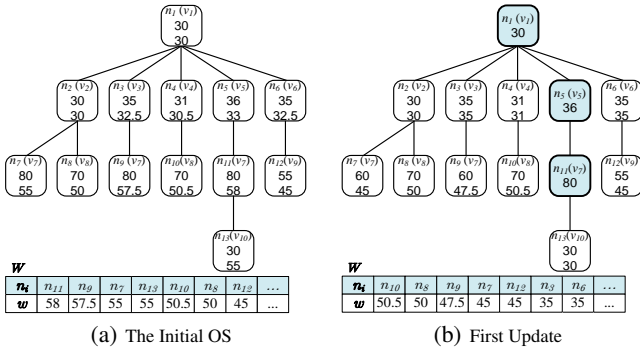 n1 (v1)
30
30
n2 (v2) n3 (v3) n4 (v4) n5 (v5) n6 (v6)
30 35 31 36 35
30 32.5 30.5 33 32.5
n7 (v7) n8 (v8) n9 (v7) n10(v8) n11(v7) n12(v9)
80 70 80 70 80 55
55 50 57.5 50.5 58 45
n13(v10)
30
55
W
ni n11 n9 n7 n13 n10 n8 n12 ...
w 58 57.5 55 55 50.5 50 45 ...
(a) The Initial OS
n1 (v1)
30
n2 (v2) n3 (v3) n4 (v4) n5 (v5) n6 (v6)
30 35 31 36 35
30 35 31 35
n7 (v7) n8 (v8) n9 (v7) n10(v8) n11(v7) n12(v9)
60 70 60 70 80 55
45 50 47.5 50.5 45
n13(v10)
30
30
W
ni n10 n8 n9 n7 n12 n3 n6 ...
w 50.5 50 47.5 45 45 35 35 ...
(b) First Update